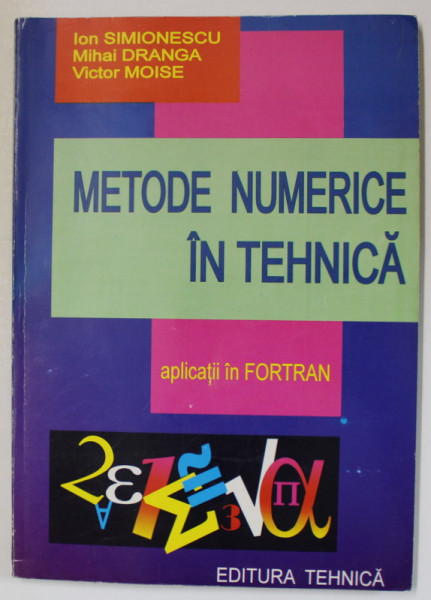 Ion SIMIONESCU
Mihai DRANGA
Victor MOISE
METODE NUMERICE
ÎN TEHNICĂ
aplicații în FORTRAN
EDITURA TEHNICĂ